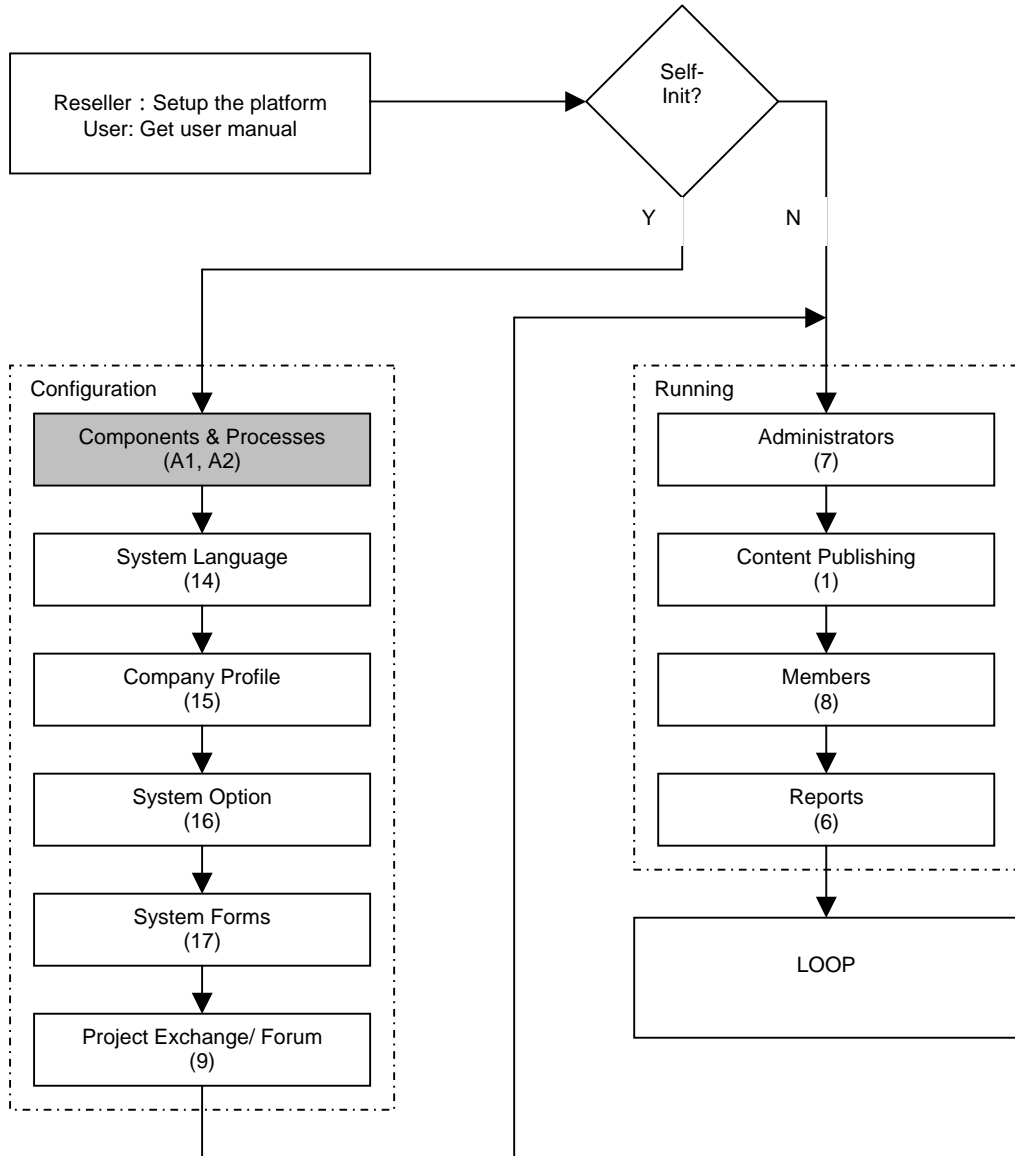 Reseller：Setup the platform
User: Get user manual
Self-
Init?
Y
N
Configuration
Components & Processes
(A1, A2)
System Language
(14)
Company Profile
(15)
System Option
(16)
System Forms
(17)
Project Exchange/ Forum
(9)
Running
Administrators
(7)
Content Publishing
(1)
Members
(8)
Reports
(6)
LOOP